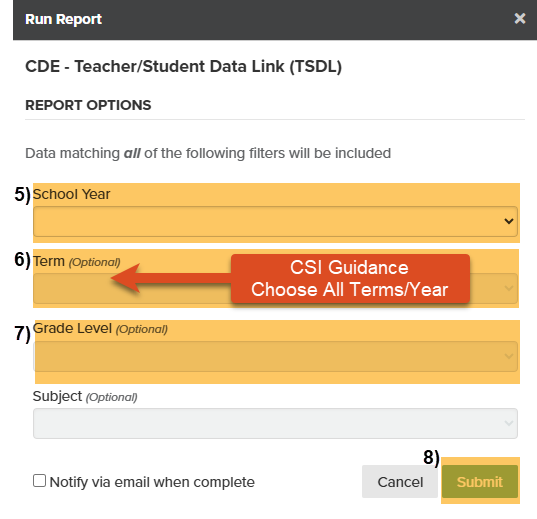 Run Report ×
CDE - Teacher/Student Data Link (TSDL)
REPORT OPTIONS
Data matching all of the following filters will be included
5) School Year
6) Term (Optional)
CSI Guidance
Choose All Terms/Year
7) Grade Level (Optional)
Subject (Optional)
8)
Notify via email when complete Cancel Submit